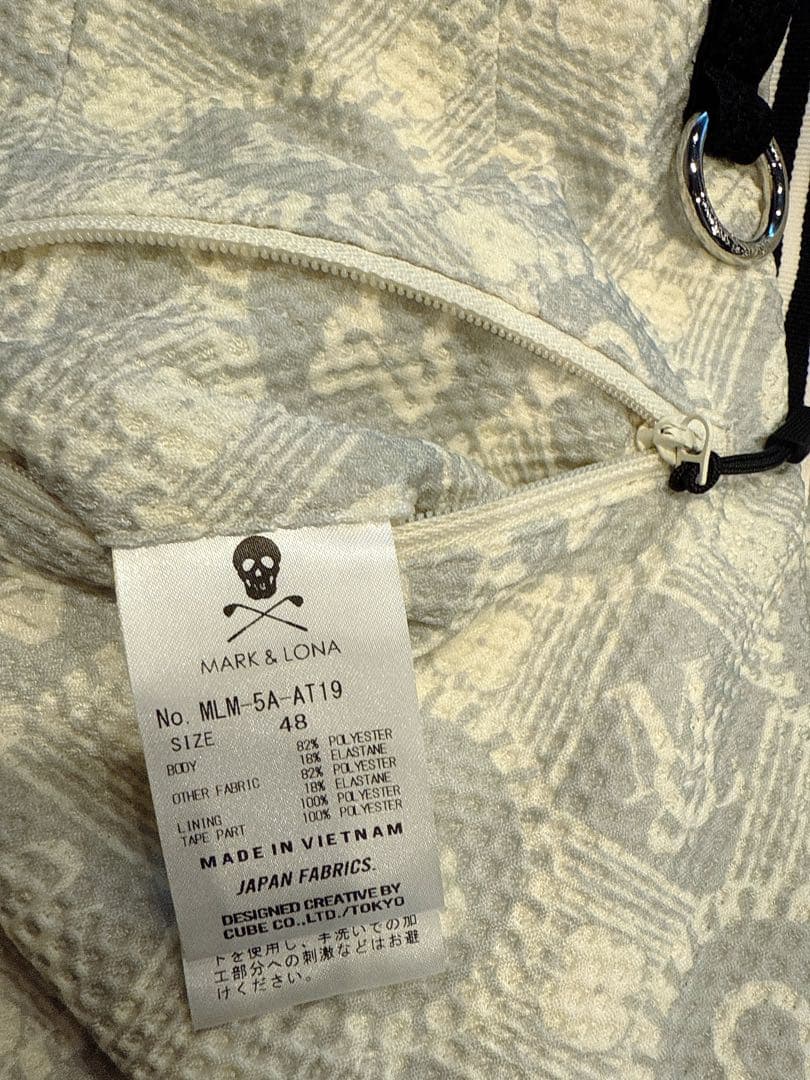 MARK & LONA
No. MLM-5A-AT19
SIZE 48
BODY 82% POLYESTER
18% ELASTANE
OTHER FABRIC 82% POLYESTER
18% ELASTANE
LINING 100% POLYESTER
TAPE PART 100% POLYESTER
MADE IN VIETNAM
JAPAN FABRICS.
DESIGNED CREATIVE BY
CUBE CO.,LTD./TOKYO
トを使用し、手洗いでの加
工部分への刺激などはお避
けください。